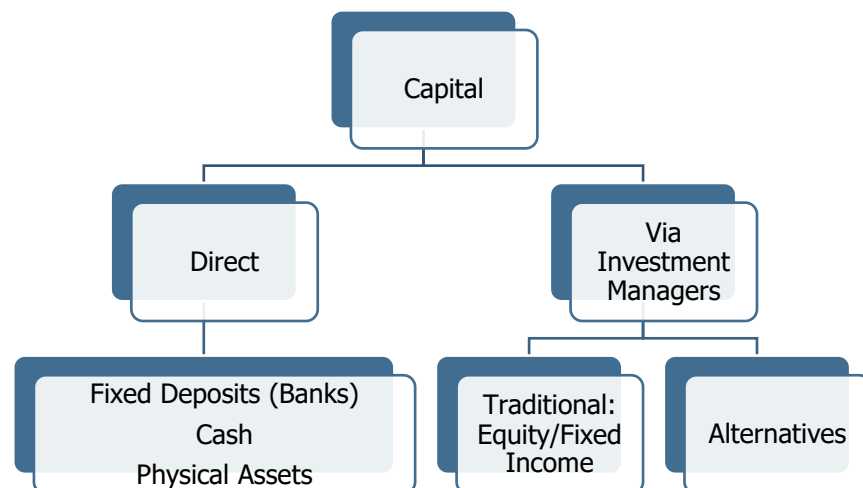 Capital
Direct
Via
Investment
Managers
Fixed Deposits (Banks)
Cash
Physical Assets
Traditional:
Equity/Fixed
Income
Alternatives